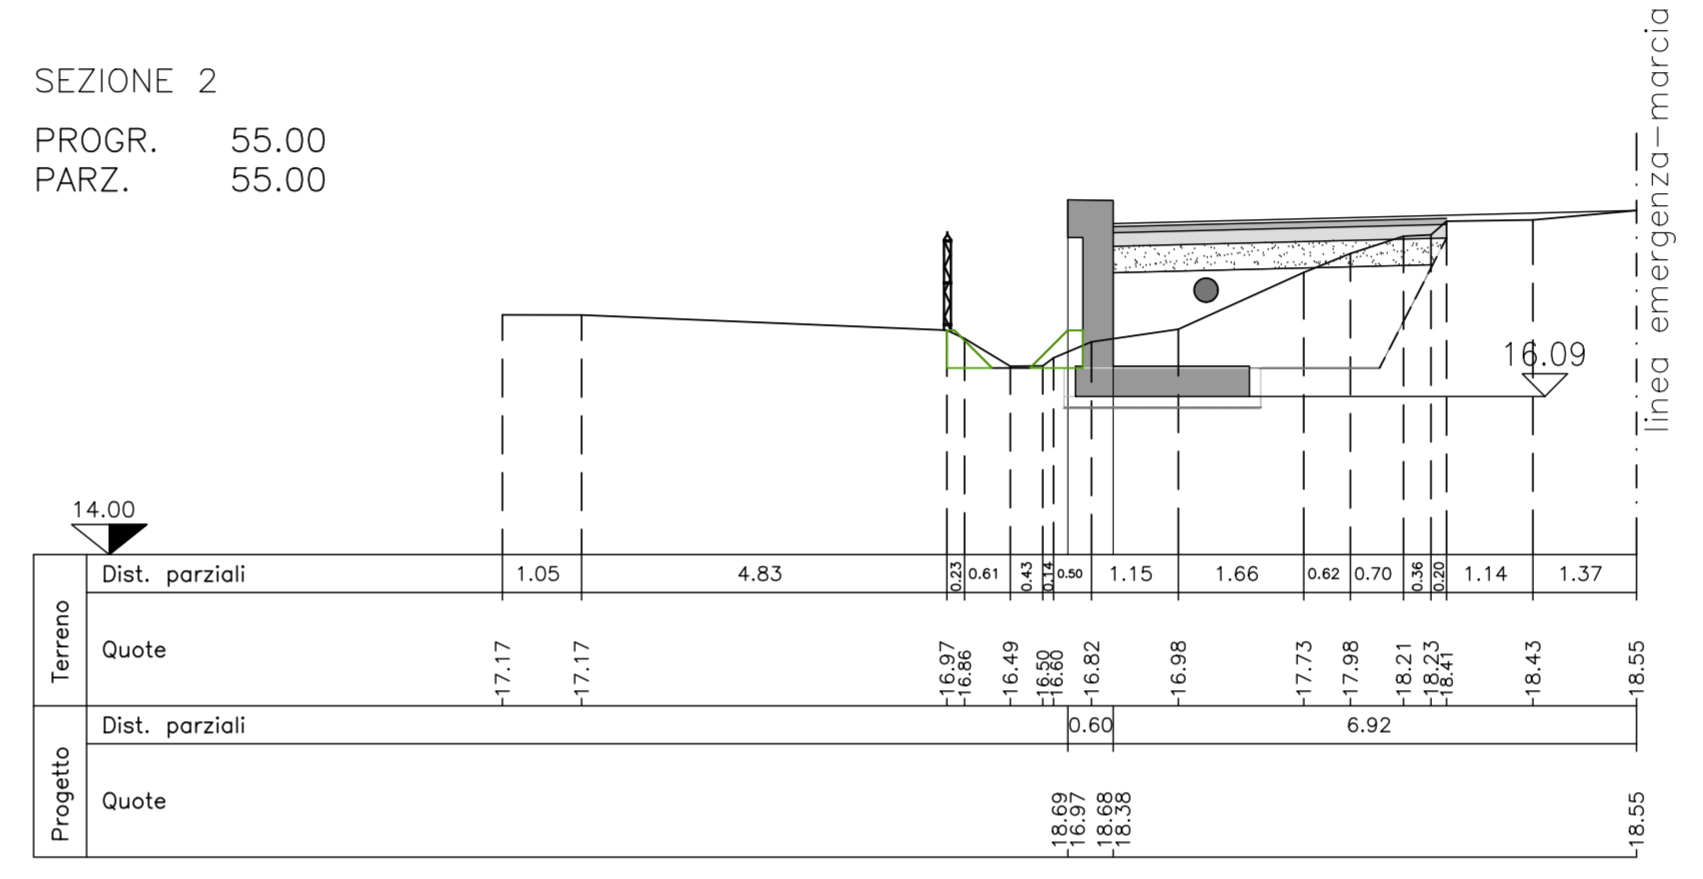 SEZIONE 2
PROGR. 55.00
PARZ. 55.00
linea emergenza-marcia
16.09
14.00
Terreno
Dist. parziali 1.05 4.83 0.23 0.61 0.43 0.14 0.50 1.15 1.66 0.62 0.70 0.36 0.20 1.14 1.37
Quote 17.17 17.17 16.97 16.86 16.49 16.50 16.60 16.82 16.98 17.73 17.98 18.21 18.23 18.41 18.43 18.55
Progetto
Dist. parziali 0.60 6.92
Quote 18.69 16.97 18.68 18.38 18.55